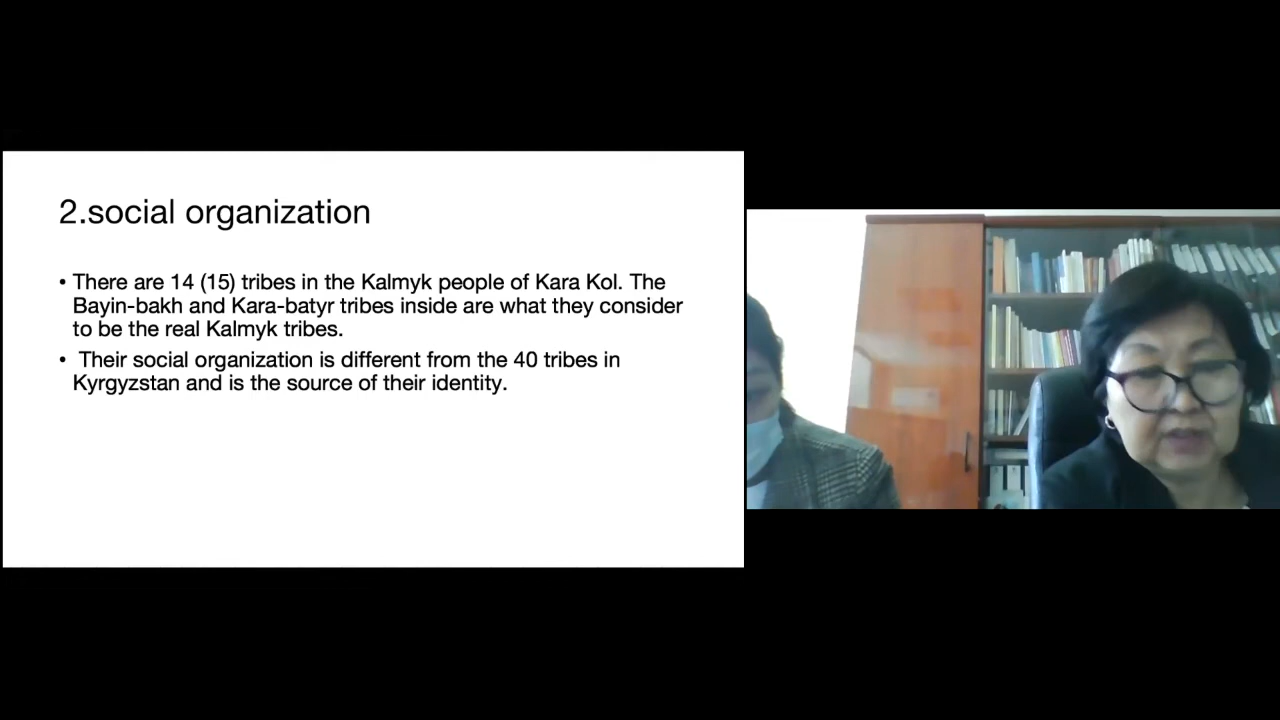 2.social organization
• There are 14 (15) tribes in the Kalmyk people of Kara Kol. The
Bayin-bakh and Kara-batyr tribes inside are what they consider
to be the real Kalmyk tribes.
• Their social organization is different from the 40 tribes in
Kyrgyzstan and is the source of their identity.